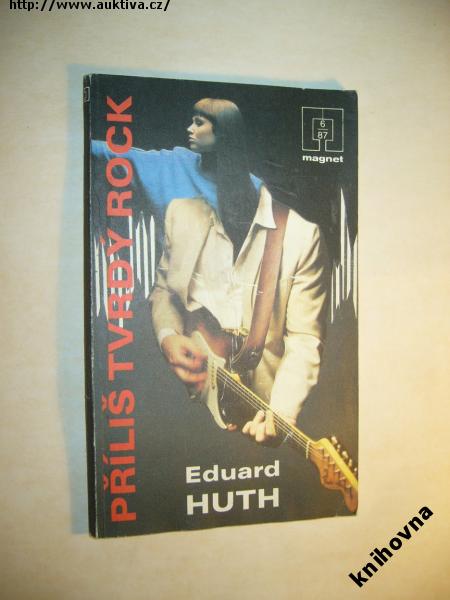 http://www.auktiva.cz/
6
87
magnet
PŘÍLIŠ TVRDÝ ROCK
Eduard
HUTH
knihovna